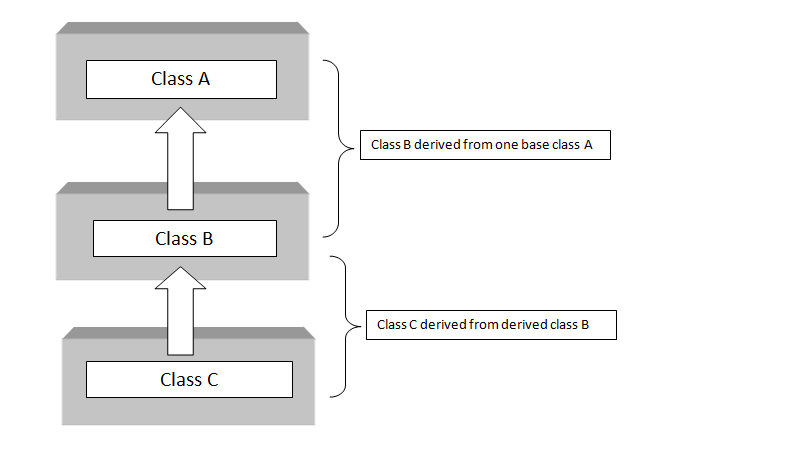 Class A
Class B derived from one base class A
Class B
Class C derived from derived class B
Class C